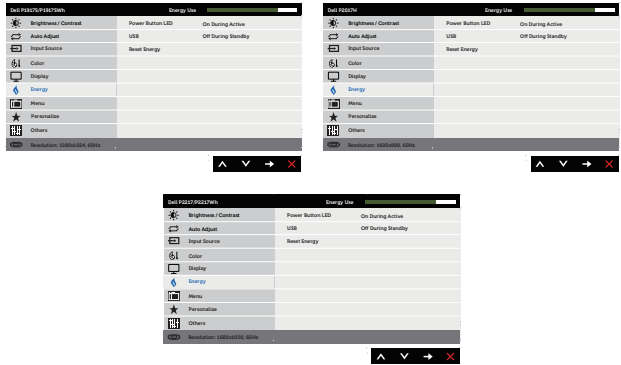 Dell P1917S/P1917SWh Energy Use
Brightness / Contrast Power Button LED On During Active
Auto Adjust USB Off During Standby
Input Source Reset Energy
Color
Display
Energy
Menu
Personalize
Others
Resolution: 1280x1024, 60Hz
Dell P2017H Energy Use
Brightness / Contrast Power Button LED On During Active
Auto Adjust USB Off During Standby
Input Source Reset Energy
Color
Display
Energy
Menu
Personalize
Others
Resolution: 1600x900, 60Hz
Dell P2217/P2217Wh Energy Use
Brightness / Contrast Power Button LED On During Active
Auto Adjust USB Off During Standby
Input Source Reset Energy
Color
Display
Energy
Menu
Personalize
Others
Resolution: 1680x1050, 60Hz